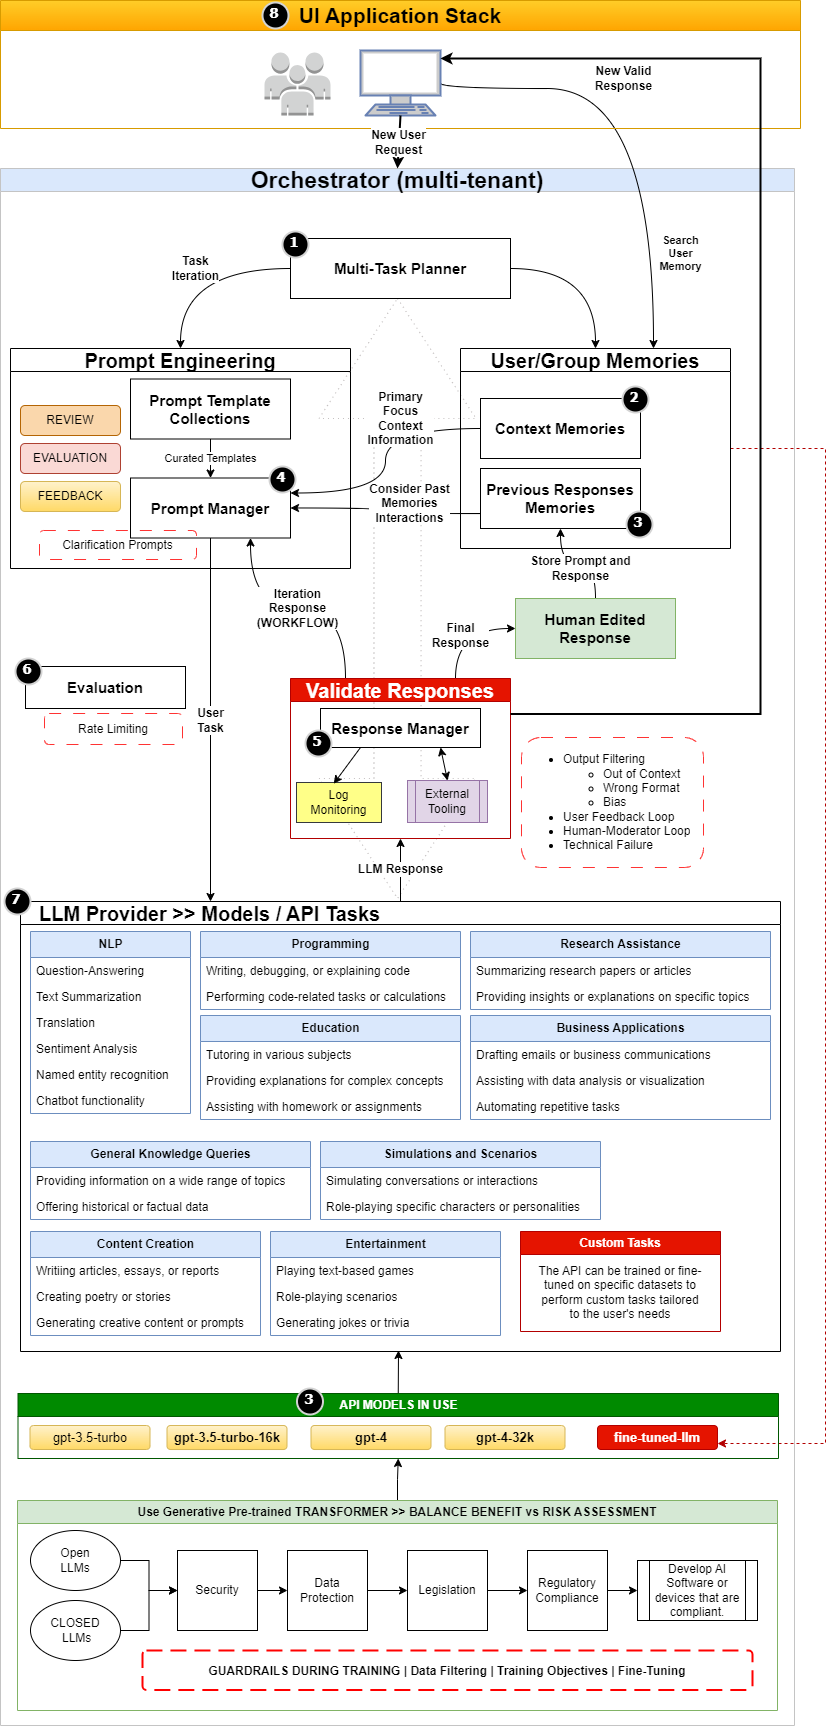 8 UI Application Stack
New Valid
Response
New User
Request
Orchestrator (multi-tenant)
Search
User
Memory
1
Multi-Task Planner
Task
Iteration
Prompt Engineering
Prompt Template
Collections
REVIEW
EVALUATION
FEEDBACK
Curated Templates
4
Prompt Manager
Clarification Prompts
Primary
Focus
Context
Information
Consider Past
Memories
Interactions
User/Group Memories
2
Context Memories
Previous Responses
Memories
3
Store Prompt and
Response
Human Edited
Response
Iteration
Response
(WORKFLOW)
Final
Response
6
Evaluation
Rate Limiting
User
Task
Validate Responses
Response Manager
5
Log
Monitoring
External
Tooling
Output Filtering
Out of Context
Wrong Format
Bias
User Feedback Loop
Human-Moderator Loop
Technical Failure
LLM Response
7
LLM Provider >> Models / API Tasks
NLP
Question-Answering
Text Summarization
Translation
Sentiment Analysis
Named entity recognition
Chatbot functionality
Programming
Writing, debugging, or explaining code
Performing code-related tasks or calculations
Research Assistance
Summarizing research papers or articles
Providing insights or explanations on specific topics
Education
Tutoring in various subjects
Providing explanations for complex concepts
Assisting with homework or assignments
Business Applications
Drafting emails or business communications
Assisting with data analysis or visualization
Automating repetitive tasks
General Knowledge Queries
Providing information on a wide range of topics
Offering historical or factual data
Simulations and Scenarios
Simulating conversations or interactions
Role-playing specific characters or personalities
Content Creation
Writiing articles, essays, or reports
Creating poetry or stories
Generating creative content or prompts
Entertainment
Playing text-based games
Role-playing scenarios
Generating jokes or trivia
Custom Tasks
The API can be trained or fine-
tuned on specific datasets to
perform custom tasks tailored
to the user's needs
3 API MODELS IN USE
gpt-3.5-turbo
gpt-3.5-turbo-16k
gpt-4
gpt-4-32k
fine-tuned-llm
Use Generative Pre-trained TRANSFORMER >> BALANCE BENEFIT vs RISK ASSESSMENT
Open
LLMs
CLOSED
LLMs
Security
Data
Protection
Legislation
Regulatory
Compliance
Develop AI
Software or
devices that are
compliant.
GUARDRAILS DURING TRAINING | Data Filtering | Training Objectives | Fine-Tuning